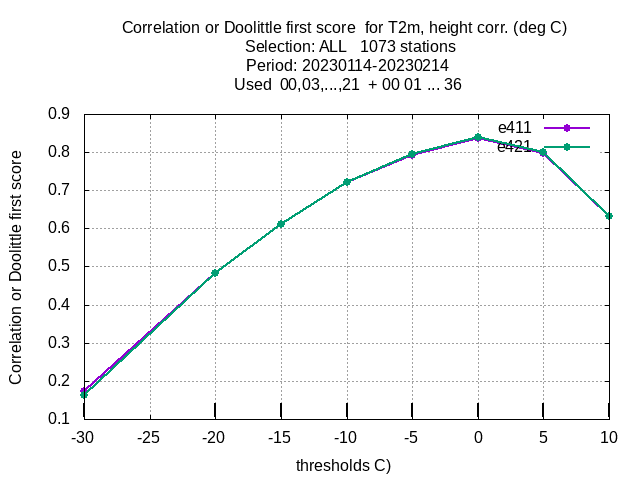 Correlation or Doolittle first score  for T2m, height corr. (deg C)
Selection: ALL   1073 stations
Period: 20230114-20230214
Used  00,03,...,21  + 00 01 ... 36
Correlation or Doolittle first score
0.9
0.8
0.7
0.6
0.5
0.4
0.3
0.2
0.1
e411
e421
-30 -25 -20 -15 -10 -5 0 5 10
thresholds C)